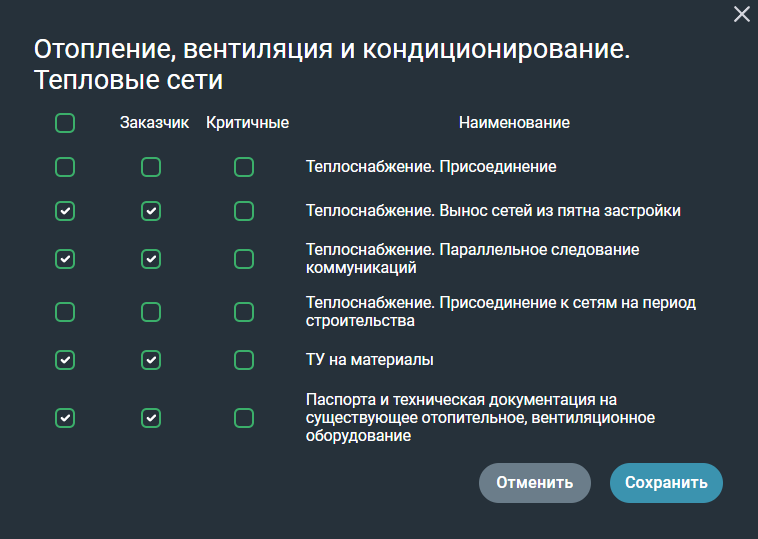 Отопление, вентиляция и кондиционирование.
Тепловые сети
Заказчик Критичные Наименование
Теплоснабжение. Присоединение
Теплоснабжение. Вынос сетей из пятна застройки
Теплоснабжение. Параллельное следование
коммуникаций
Теплоснабжение. Присоединение к сетям на период
строительства
ТУ на материалы
Паспорта и техническая документация на
существующее отопительное, вентиляционное
оборудование
Отменить Сохранить